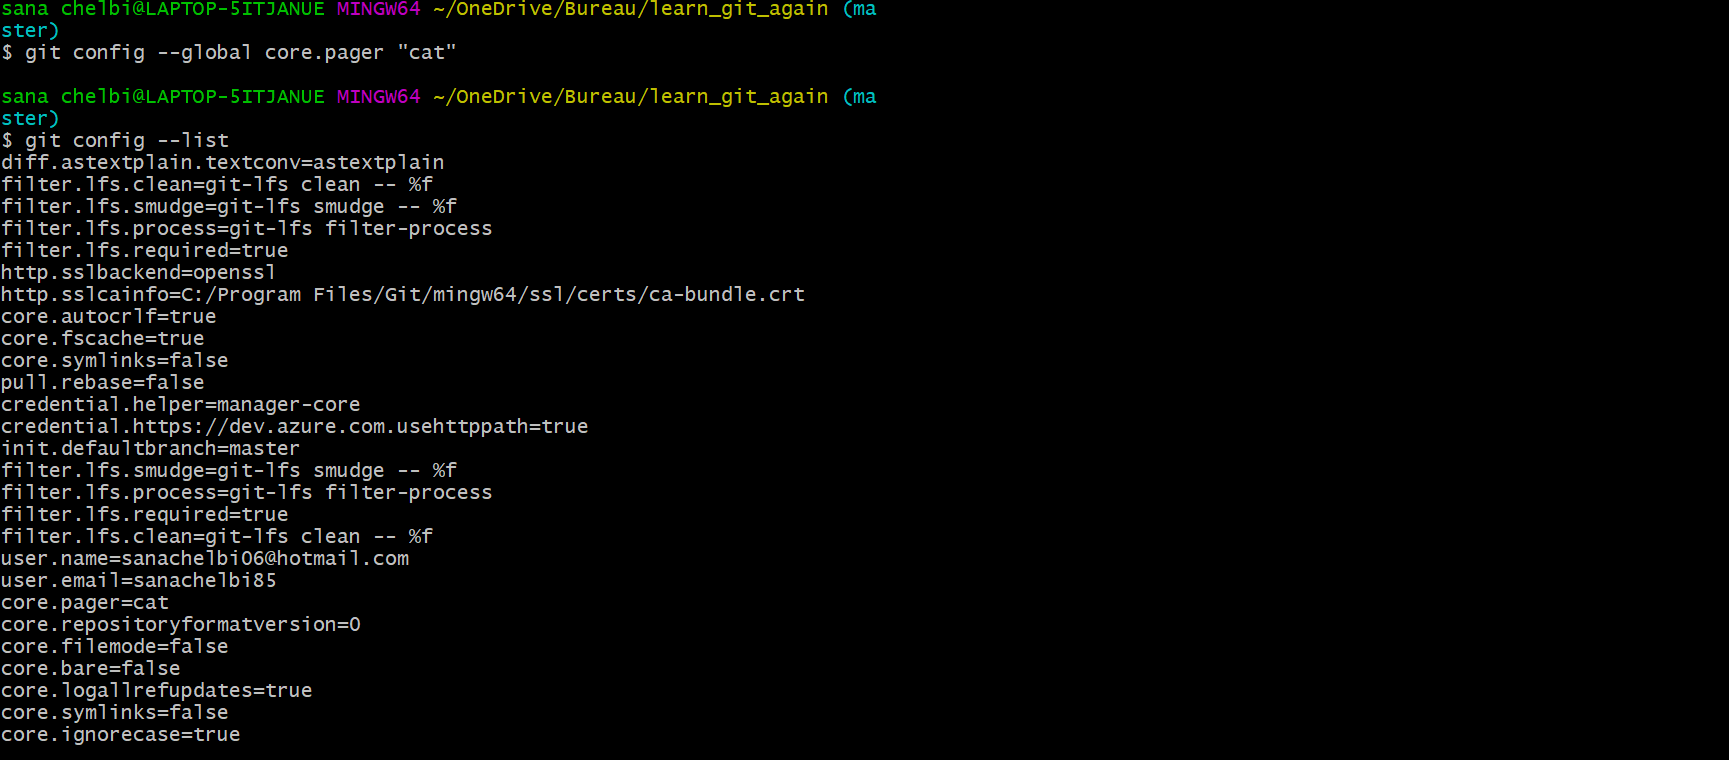 sana chelbi@LAPTOP-5ITJANUE MINGW64 ~/OneDrive/Bureau/learn_git_again (ma
ster)
$ git config --global core.pager "cat"

sana chelbi@LAPTOP-5ITJANUE MINGW64 ~/OneDrive/Bureau/learn_git_again (ma
ster)
$ git config --list
diff.astextplain.textconv=astextplain
filter.lfs.clean=git-lfs clean -- %f
filter.lfs.smudge=git-lfs smudge -- %f
filter.lfs.process=git-lfs filter-process
filter.lfs.required=true
http.sslbackend=openssl
http.sslcainfo=C:/Program Files/Git/mingw64/ssl/certs/ca-bundle.crt
core.autocrlf=true
core.fscache=true
core.symlinks=false
pull.rebase=false
credential.helper=manager-core
credential.https://dev.azure.com.usehttppath=true
init.defaultbranch=master
filter.lfs.smudge=git-lfs smudge -- %f
filter.lfs.process=git-lfs filter-process
filter.lfs.required=true
filter.lfs.clean=git-lfs clean -- %f
user.name=sanachelbi06@hotmail.com
user.email=sanachelbi85
core.pager=cat
core.repositoryformatversion=0
core.filemode=false
core.bare=false
core.logallrefupdates=true
core.symlinks=false
core.ignorecase=true